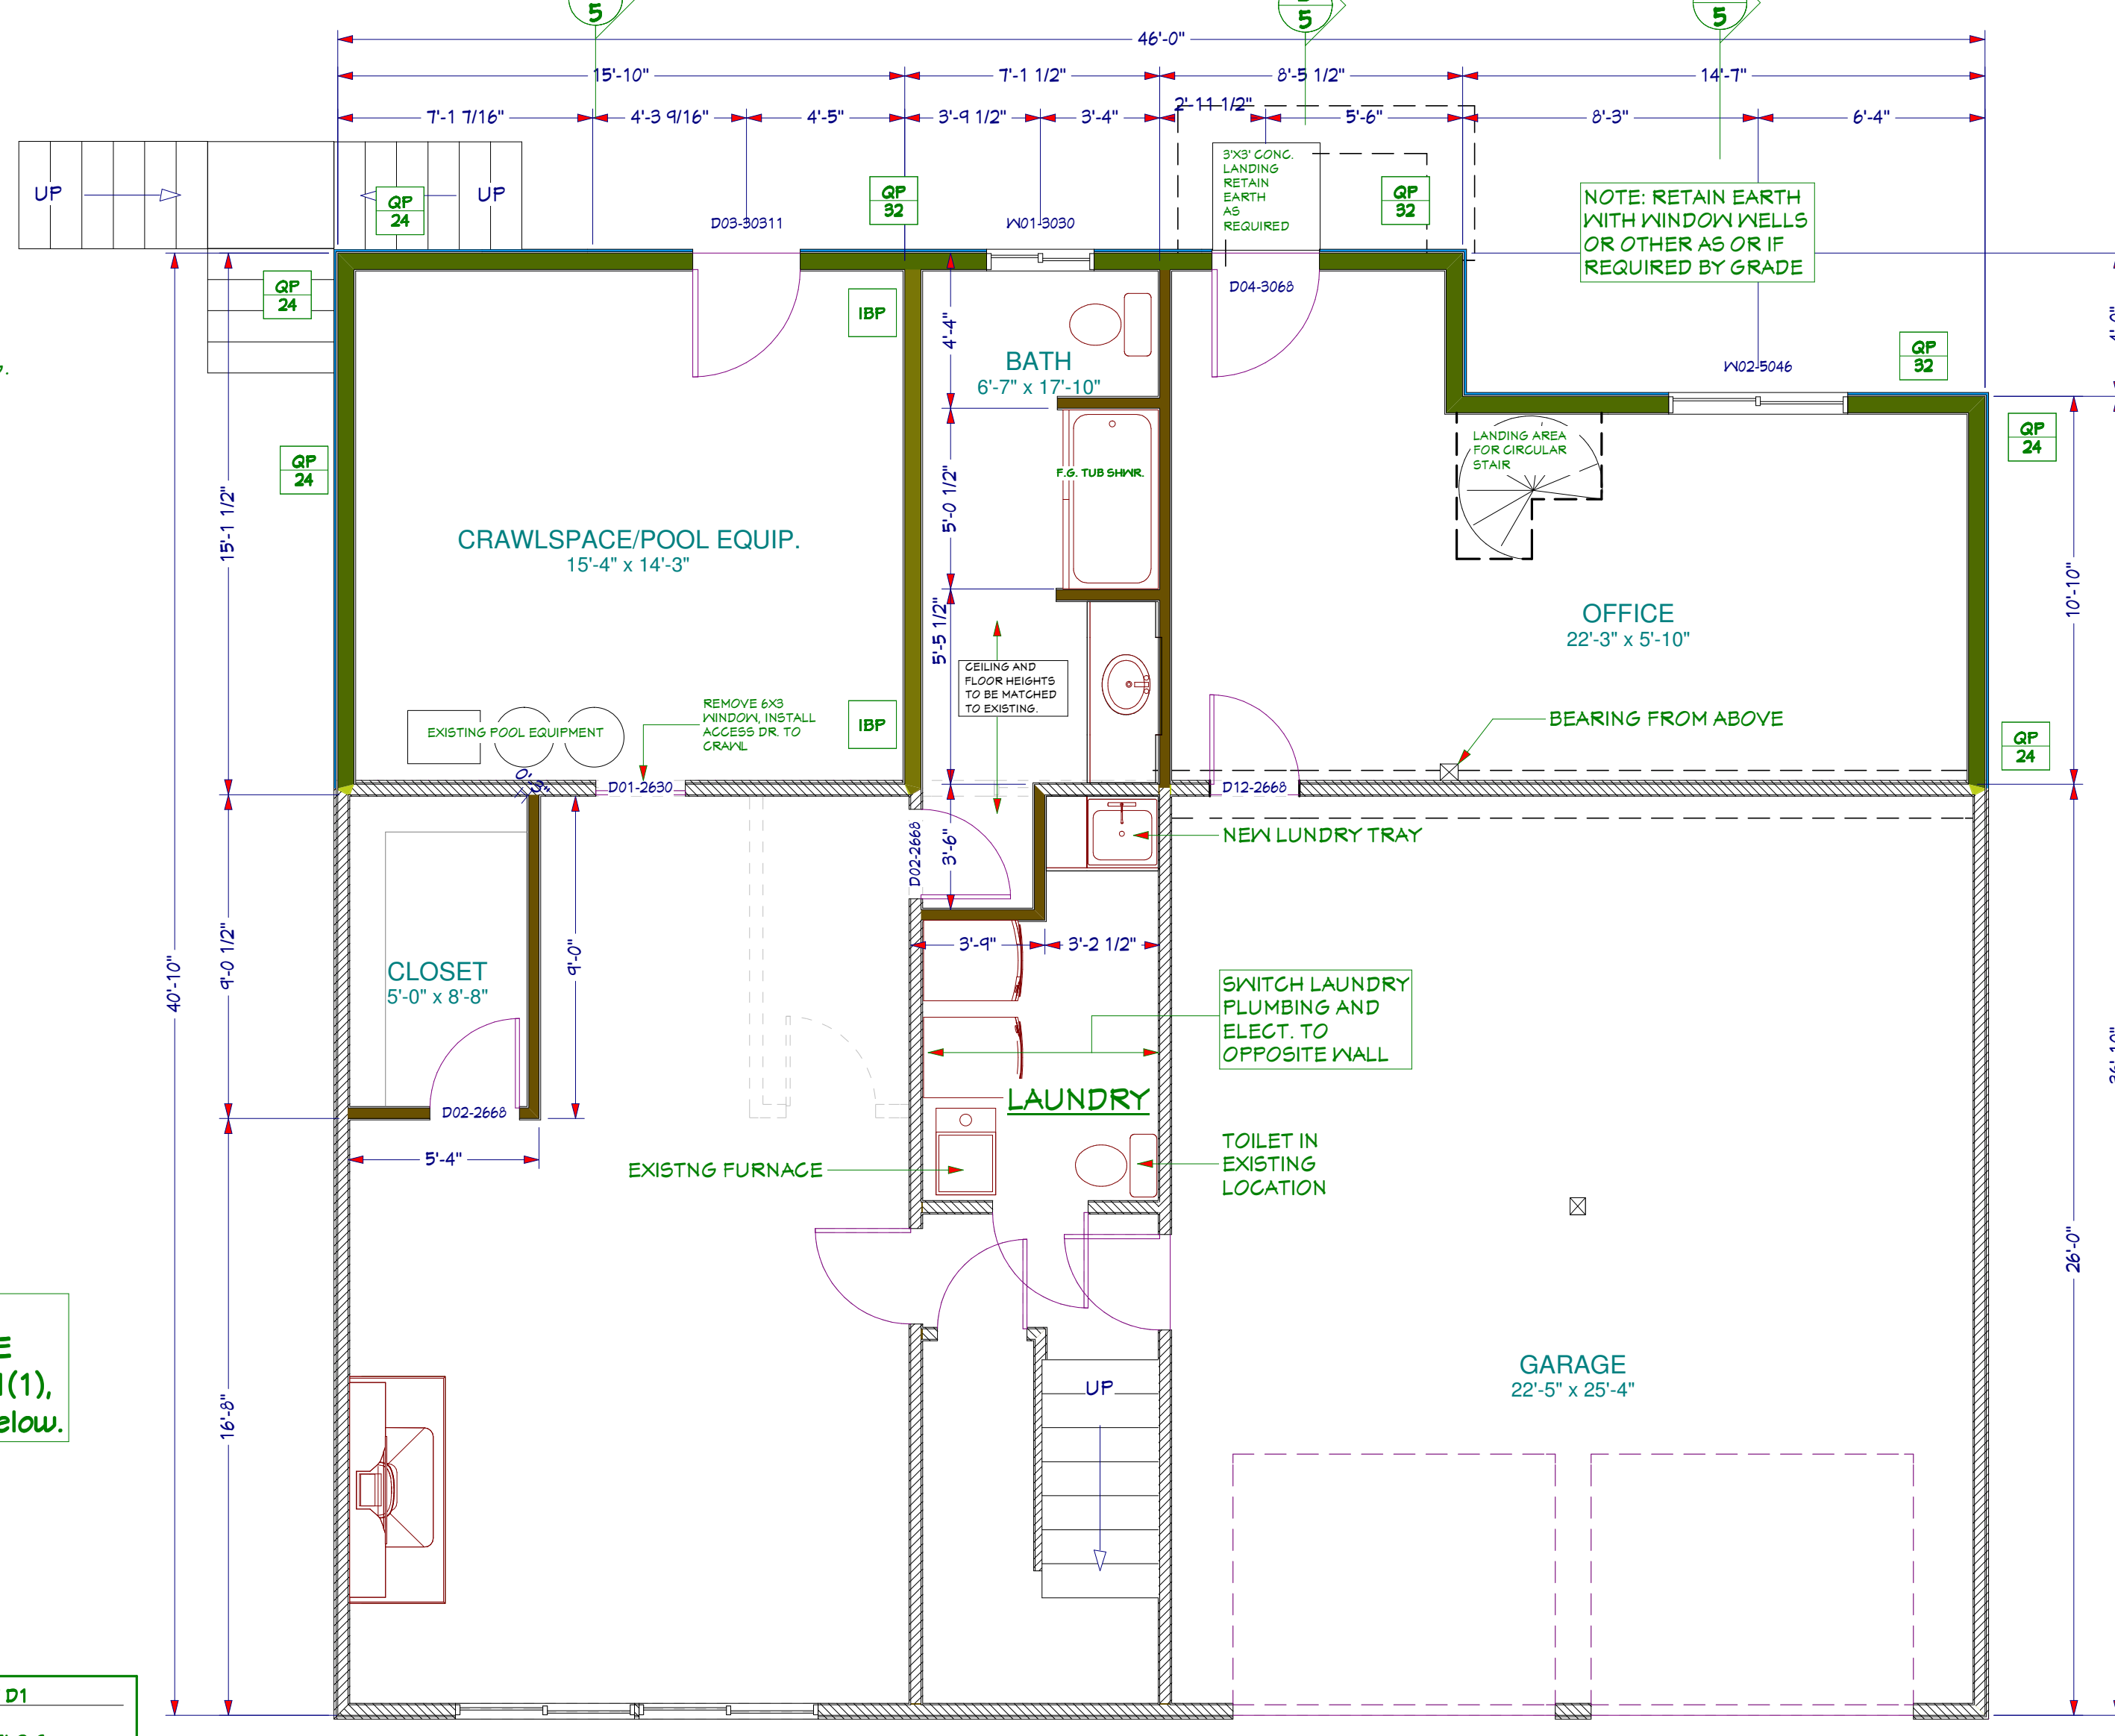 5
5
5
46'-0"
15'-10"
7'-1 1/2"
8'-5 1/2"
14'-7"
7'-1 7/16"
4'-3 9/16"
4'-5"
3'-9 1/2"
3'-4"
2'-11 1/2"
5'-6"
8'-3"
6'-4"
UP
UP
QP
24
D03-30311
QP
32
W01-3030
3'X3' CONC.
LANDING
RETAIN
EARTH
AS
REQUIRED
QP
32
NOTE: RETAIN EARTH
WITH WINDOW WELLS
OR OTHER AS OR IF
REQUIRED BY GRADE
QP
24
IBP
D04-3068
4'-4"
BATH
6'-7" x 17'-10"
W02-5046
QP
32
QP
24
QP
24
LANDING AREA
FOR CIRCULAR
STAIR
F.G. TUB SHWR.
5'-0 1/2"
15'-1 1/2"
CRAWLSPACE/POOL EQUIP.
15'-4" x 14'-3"
10'-10"
OFFICE
22'-3" x 5'-10"
5'-5 1/2"
CEILING AND
FLOOR HEIGHTS
TO BE MATCHED
TO EXISTING.
REMOVE 6X3
WINDOW, INSTALL
ACCESS DR. TO
CRAWL
IBP
EXISTING POOL EQUIPMENT
BEARING FROM ABOVE
QP
24
0'-3"
D01-2630
D12-2668
D02-2668
3'-6"
NEW LUNDRY TRAY
9'-0 1/2"
40'-10"
9'-0"
3'-9"
3'-2 1/2"
CLOSET
5'-0" x 8'-8"
SWITCH LAUNDRY
PLUMBING AND
ELECT. TO
OPPOSITE WALL
LAUNDRY
D02-2668
5'-4"
EXISTNG FURNACE
TOILET IN
EXISTING
LOCATION
26'-0"
16'-8"
(1),
elow.
UP
GARAGE
22'-5" x 25'-4"
D1